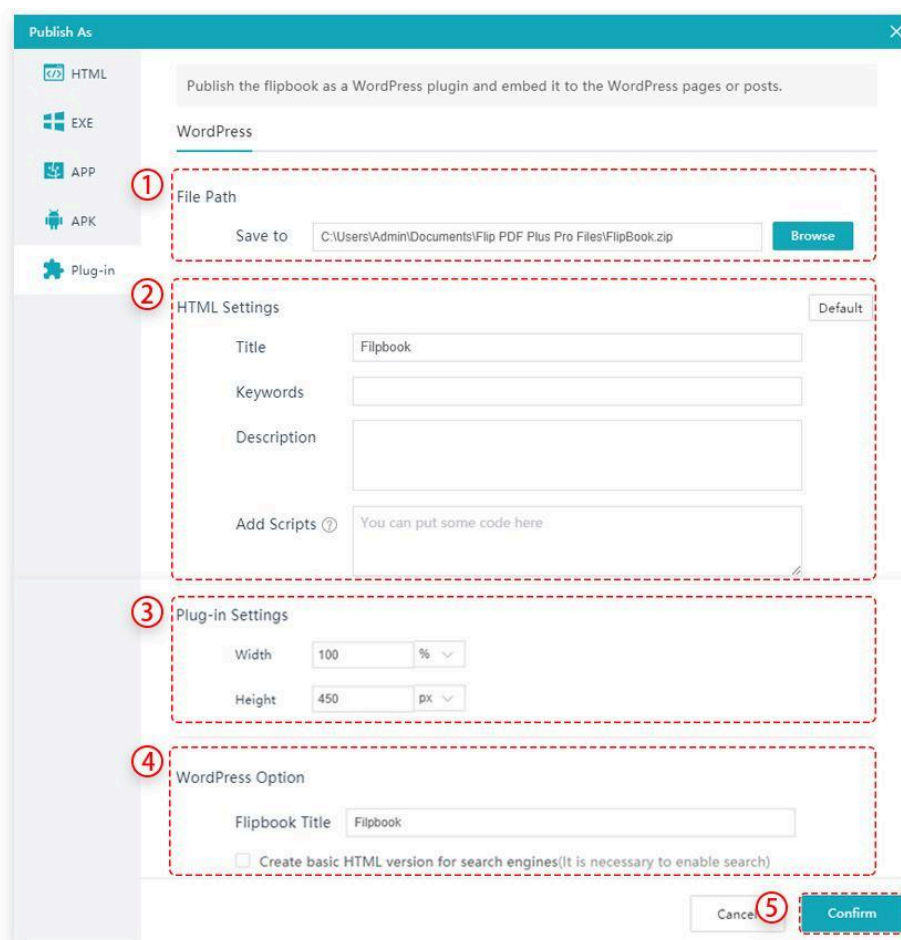 Publish As
HTML
EXE
APP
APK
Plug-in
Publish the flipbook as a WordPress plugin and embed it to the WordPress pages or posts.
WordPress
①
File Path
Save to C:\Users\Admin\Documents\Flip PDF Plus Pro Files\FlipBook.zip Browse
②
HTML Settings Default
Title Filpbook
Keywords
Description
Add Scripts ? You can put some code here
③
Plug-in Settings
Width 100 %
Height 450 px
④
WordPress Option
Flipbook Title Filpbook
Create basic HTML version for search engines(It is necessary to enable search)
Cancel ⑤ Confirm